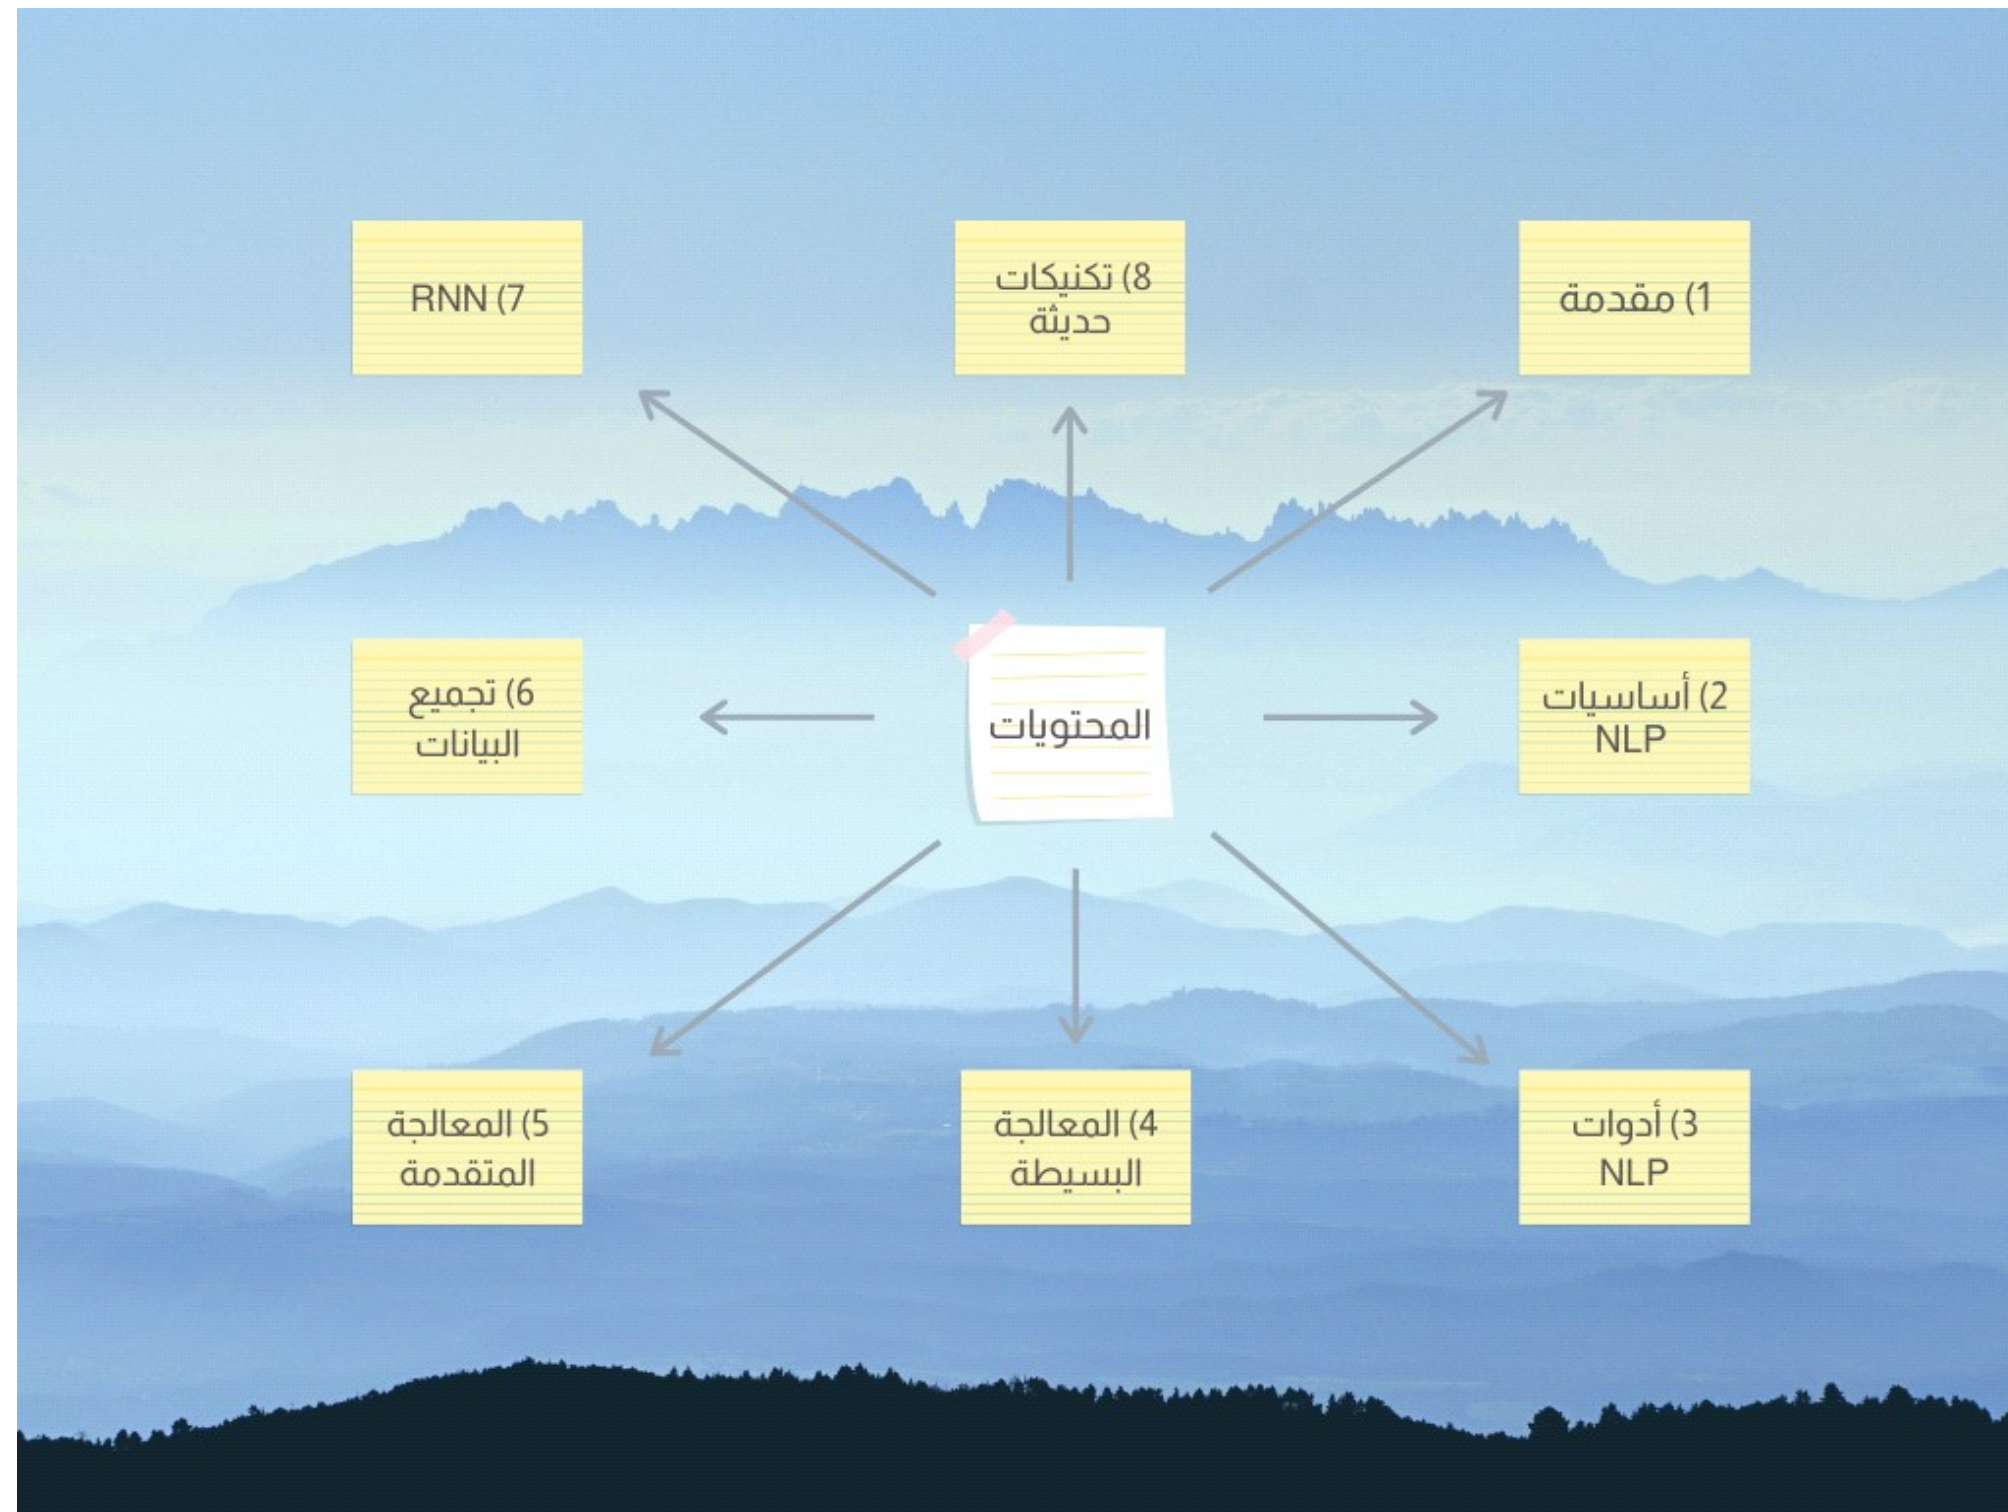 المحتويات
1) مقدمة
2) أساسيات
NLP
3) أدوات
NLP
4) المعالجة
البسيطة
5) المعالجة
المتقدمة
6) تجميع
البيانات
7) RNN
8) تكنيكات
حديثة